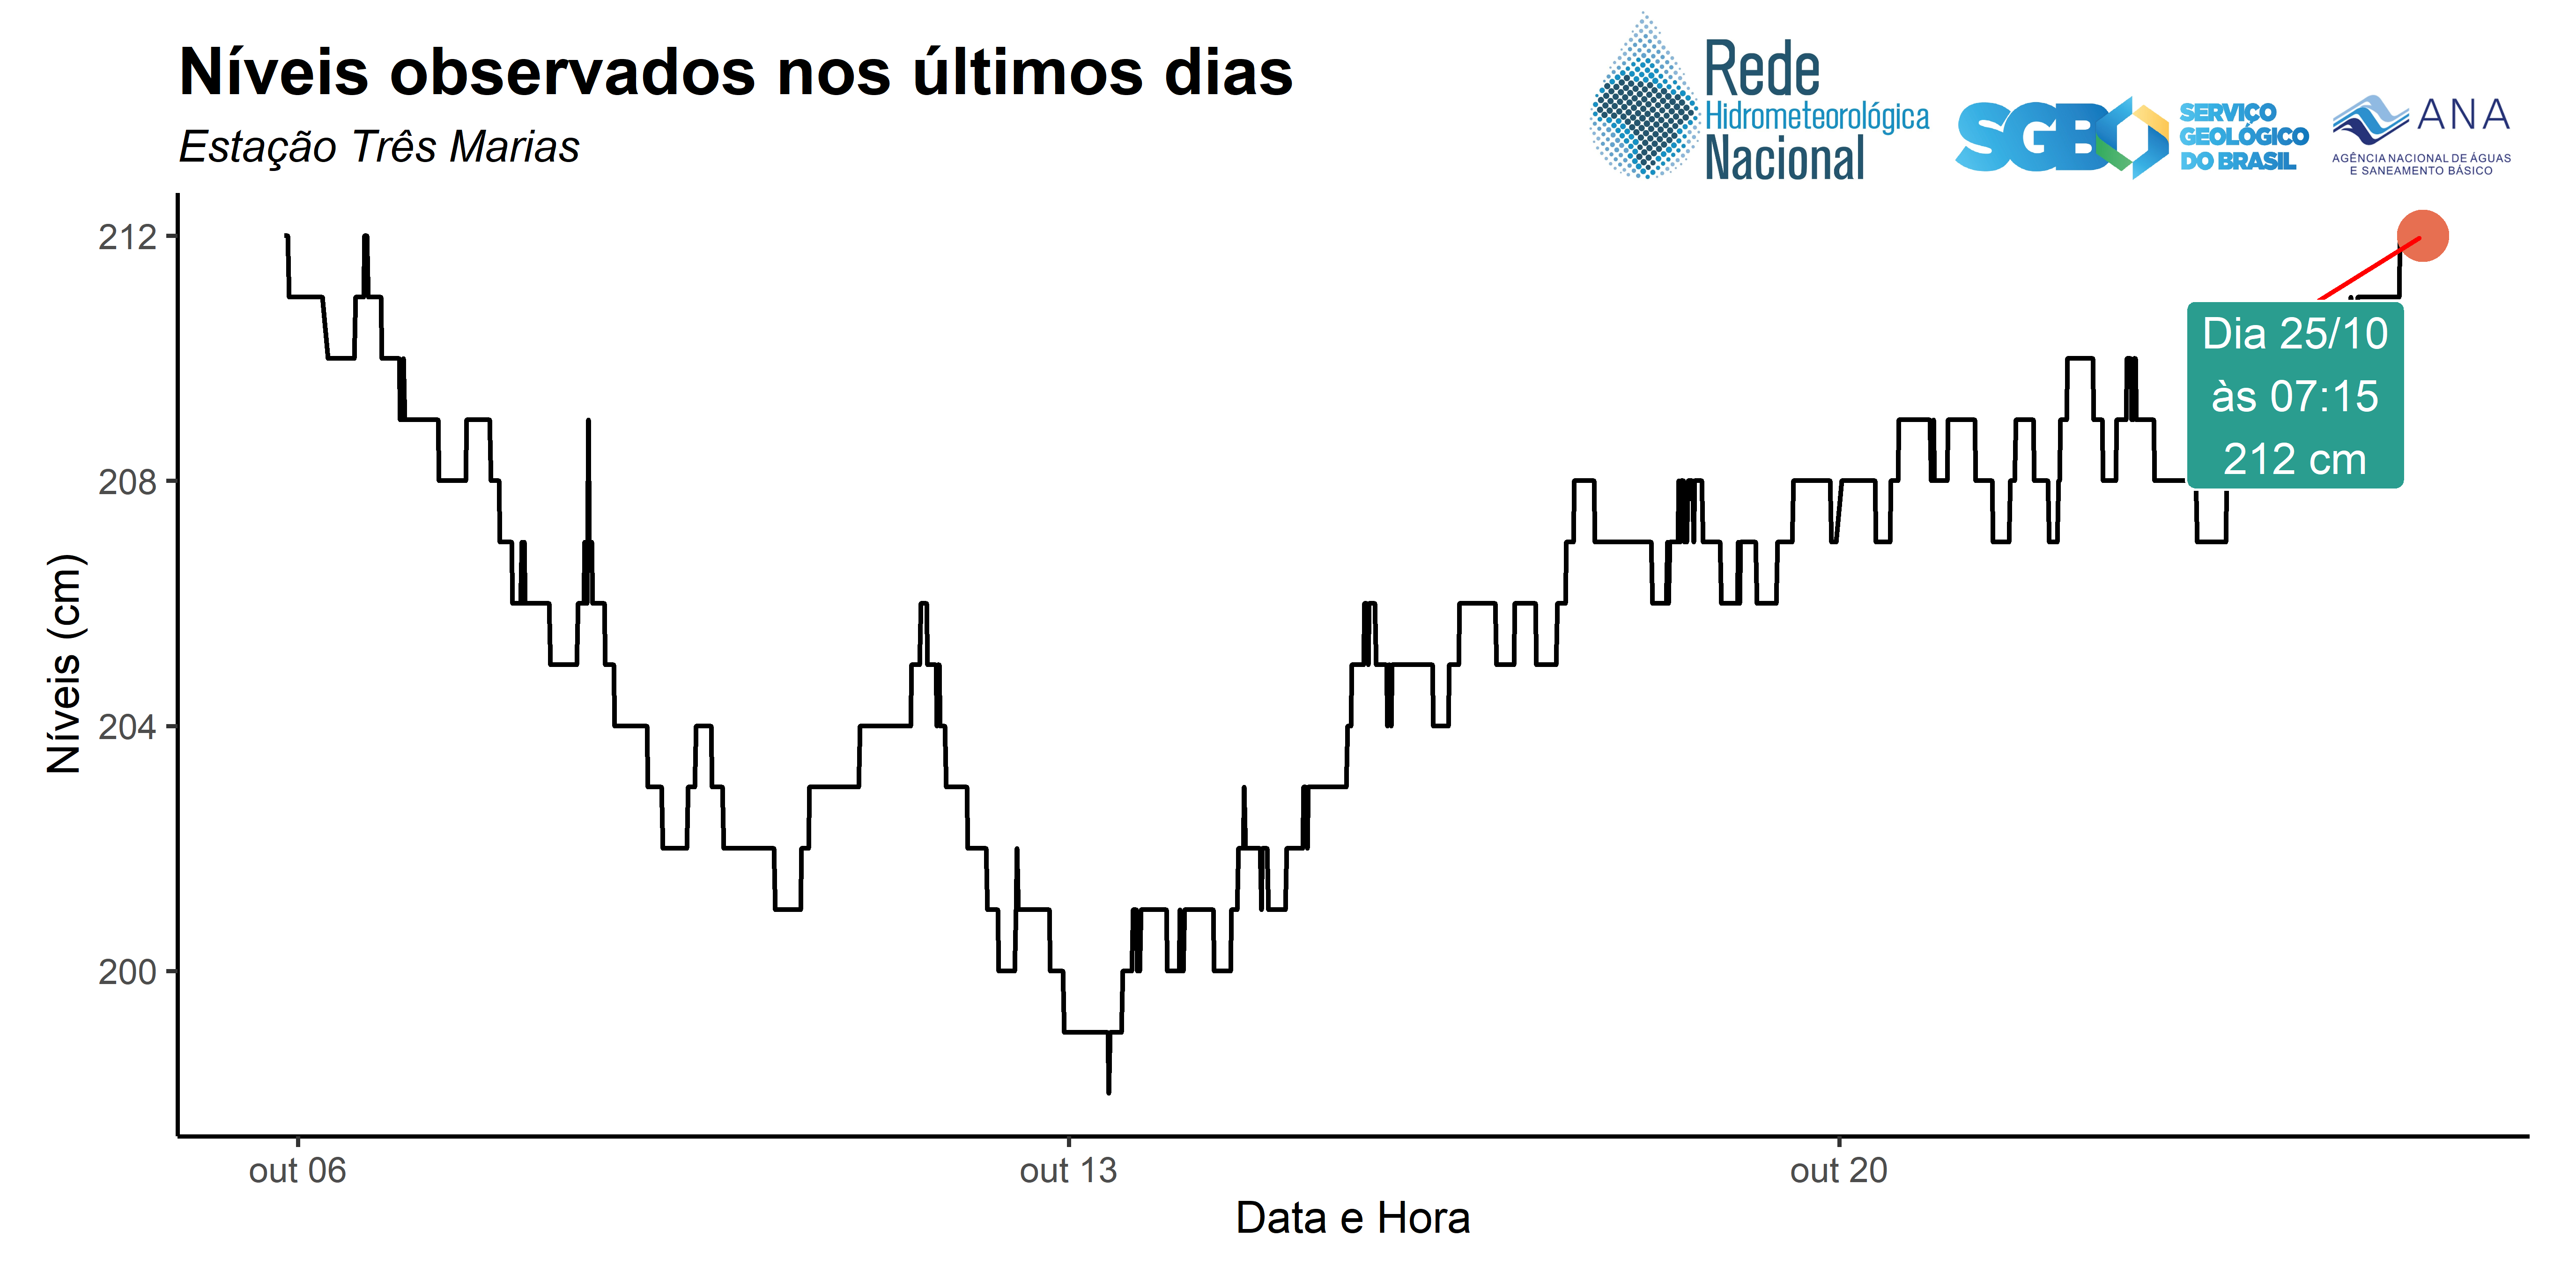 Níveis observados nos últimos dias
Estação Três Marias
Rede
Hidrometeorológica
Nacional
SGB
SERVIÇO
GEOLÓGICO
DO BRASIL
ANA
AGÊNCIA NACIONAL DE ÁGUAS
E SANEAMENTO BÁSICO
Níveis (cm)
212
208
204
200
Dia 25/10
às 07:15
212 cm
out 06
out 13
out 20
Data e Hora